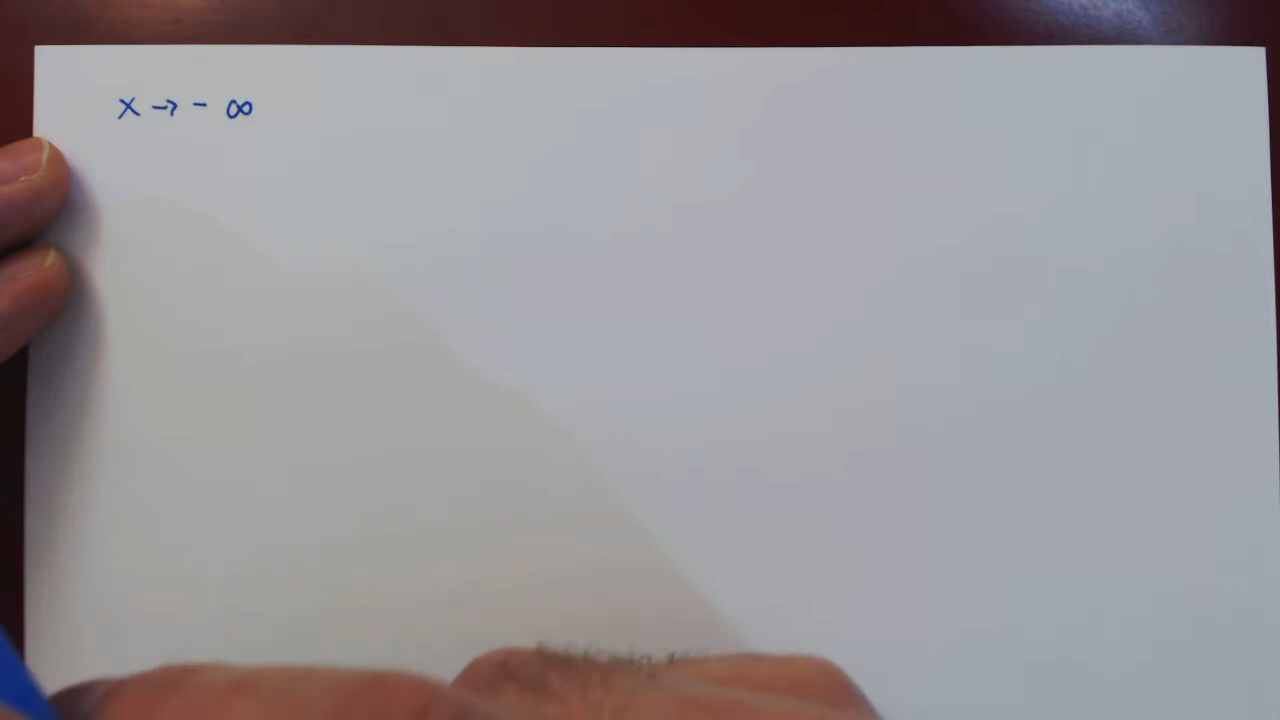 x → - ∞